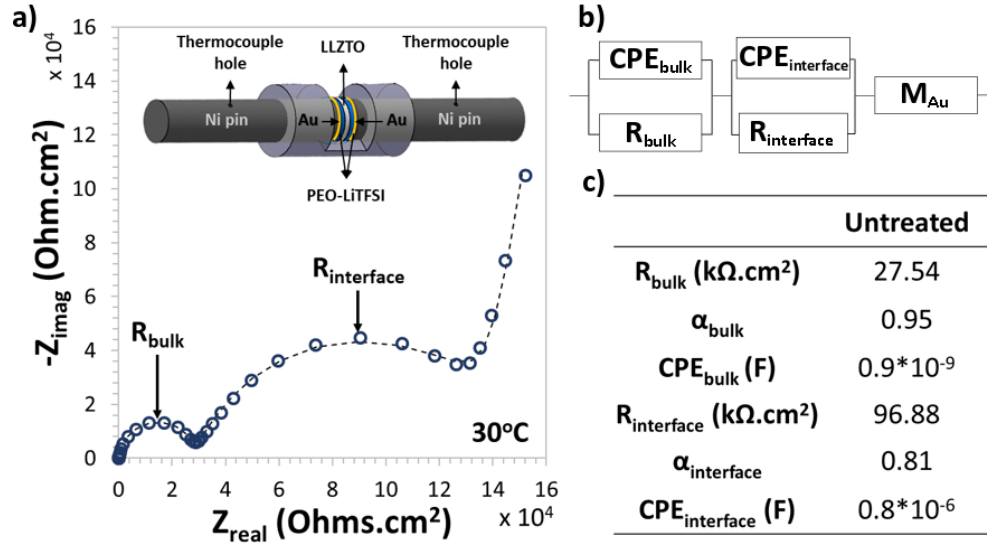 a)
16
14
12
10
8
6
4
2
0
x 10⁴
-Z_imag (Ohm.cm²)
Thermocouple hole
LLZTO
Thermocouple hole
Ni pin
Au
Au
Ni pin
PEO-LiTFSI
R_bulk
R_interface
30°C
0 2 4 6 8 10 12 14 16
Z_real (Ohms.cm²) x 10⁴
b)
CPE_bulk
R_bulk
CPE_interface
R_interface
M_Au
c)
Untreated
R_bulk (kΩ.cm²) 27.54
α_bulk 0.95
CPE_bulk (F) 0.9*10⁻⁹
R_interface (kΩ.cm²) 96.88
α_interface 0.81
CPE_interface (F) 0.8*10⁻⁶